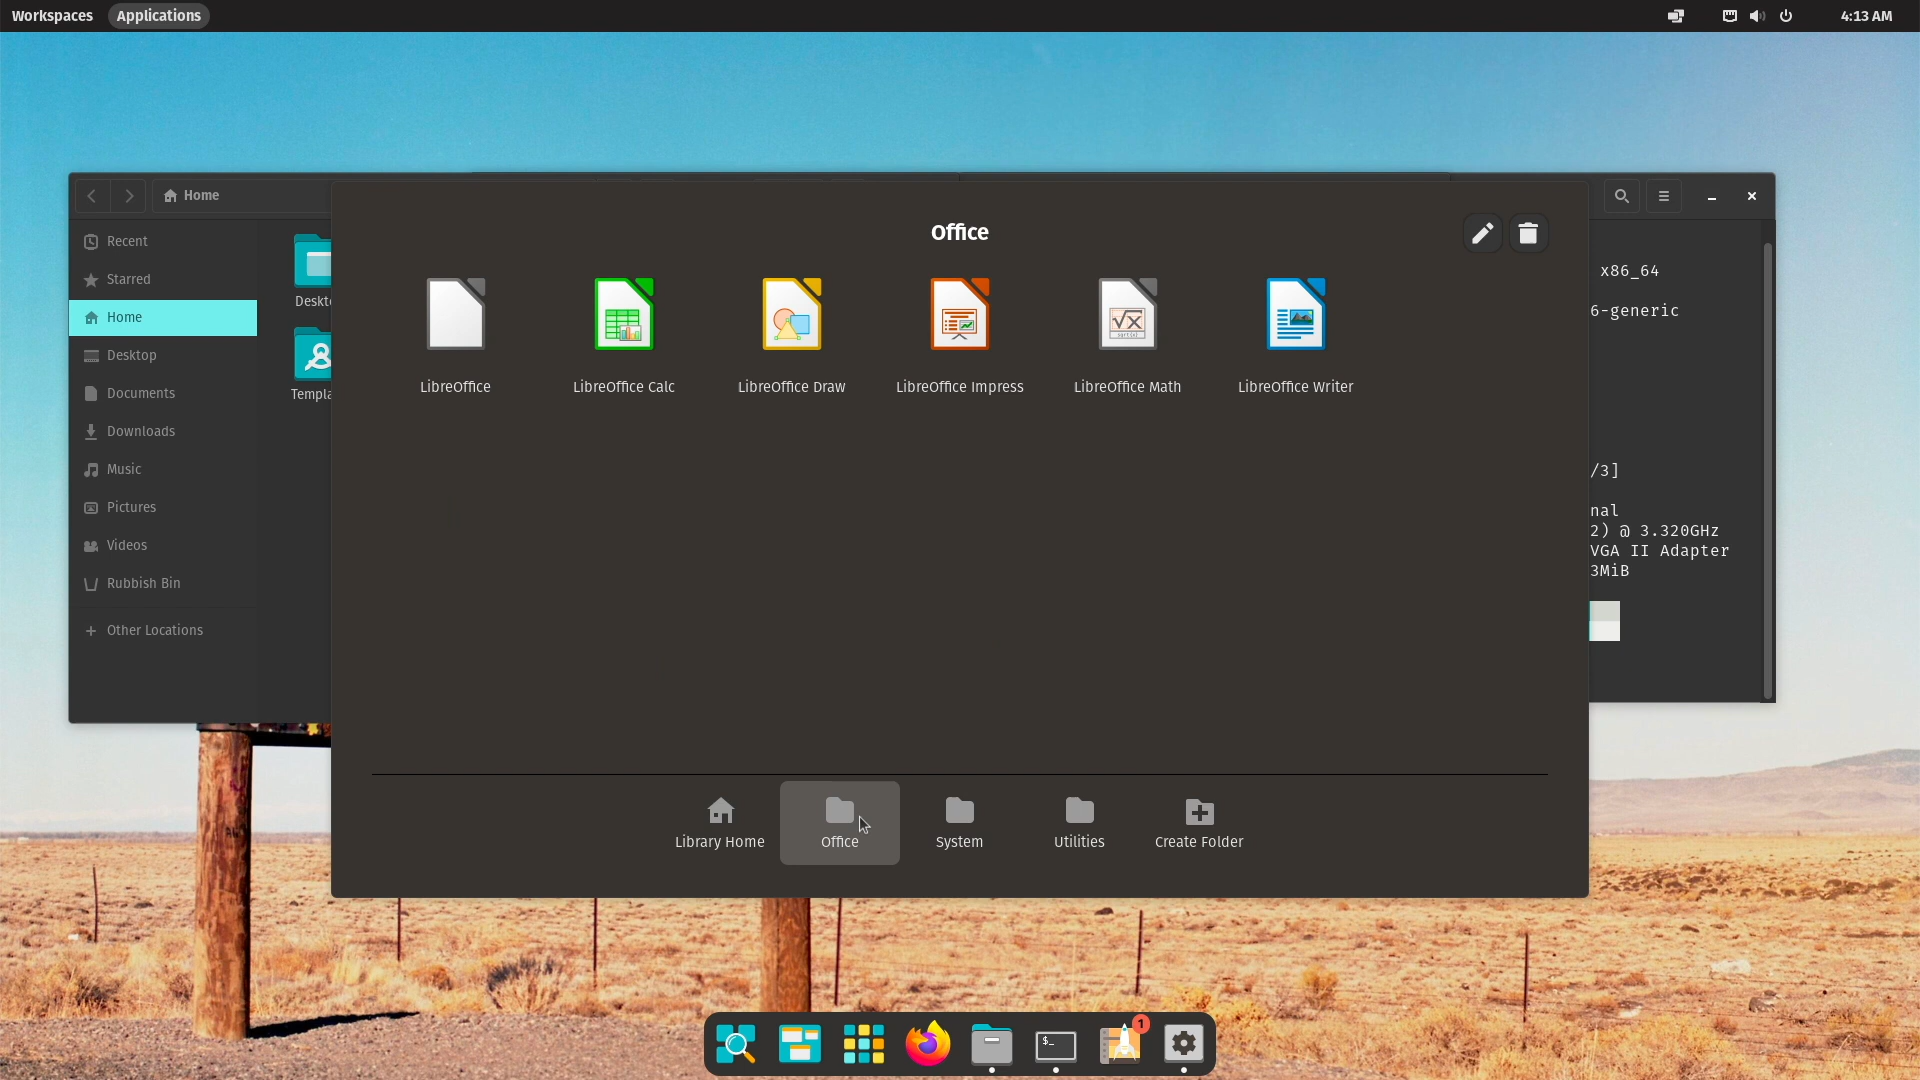 Workspaces
Applications
4:13 AM
Home
Recent
Starred
Home
Desktop
Documents
Downloads
Music
Pictures
Videos
Rubbish Bin
Other Locations
Office
LibreOffice
LibreOffice Calc
LibreOffice Draw
LibreOffice Impress
LibreOffice Math
LibreOffice Writer
x86_64
6-generic
/3]
nal
2) @ 3.320GHz
VGA II Adapter
3MiB
Library Home
Office
System
Utilities
Create Folder
$_
1